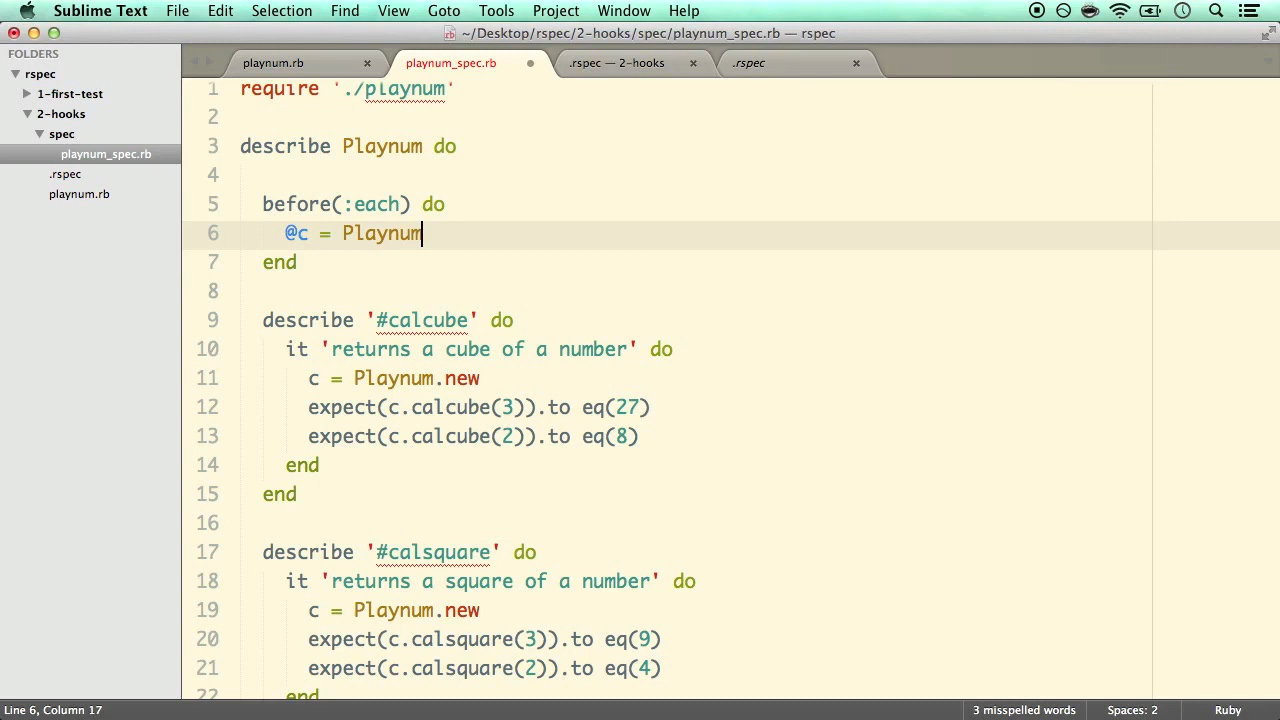 Sublime Text File Edit Selection Find View Goto Tools Project Window Help
~/Desktop/rspec/2-hooks/spec/playnum_spec.rb — rspec
FOLDERS
rspec
1-first-test
2-hooks
spec
playnum_spec.rb
.rspec
playnum.rb
playnum.rb × playnum_spec.rb .rspec — 2-hooks × .rspec ×
1 require './playnum'
2
3 describe Playnum do
4
5 before(:each) do
6 @c = Playnum
7 end
8
9 describe '#calcube' do
10 it 'returns a cube of a number' do
11 c = Playnum.new
12 expect(c.calcube(3)).to eq(27)
13 expect(c.calcube(2)).to eq(8)
14 end
15 end
16
17 describe '#calsquare' do
18 it 'returns a square of a number' do
19 c = Playnum.new
20 expect(c.calsquare(3)).to eq(9)
21 expect(c.calsquare(2)).to eq(4)
22 end
Line 6, Column 17 3 misspelled words Spaces: 2 Ruby